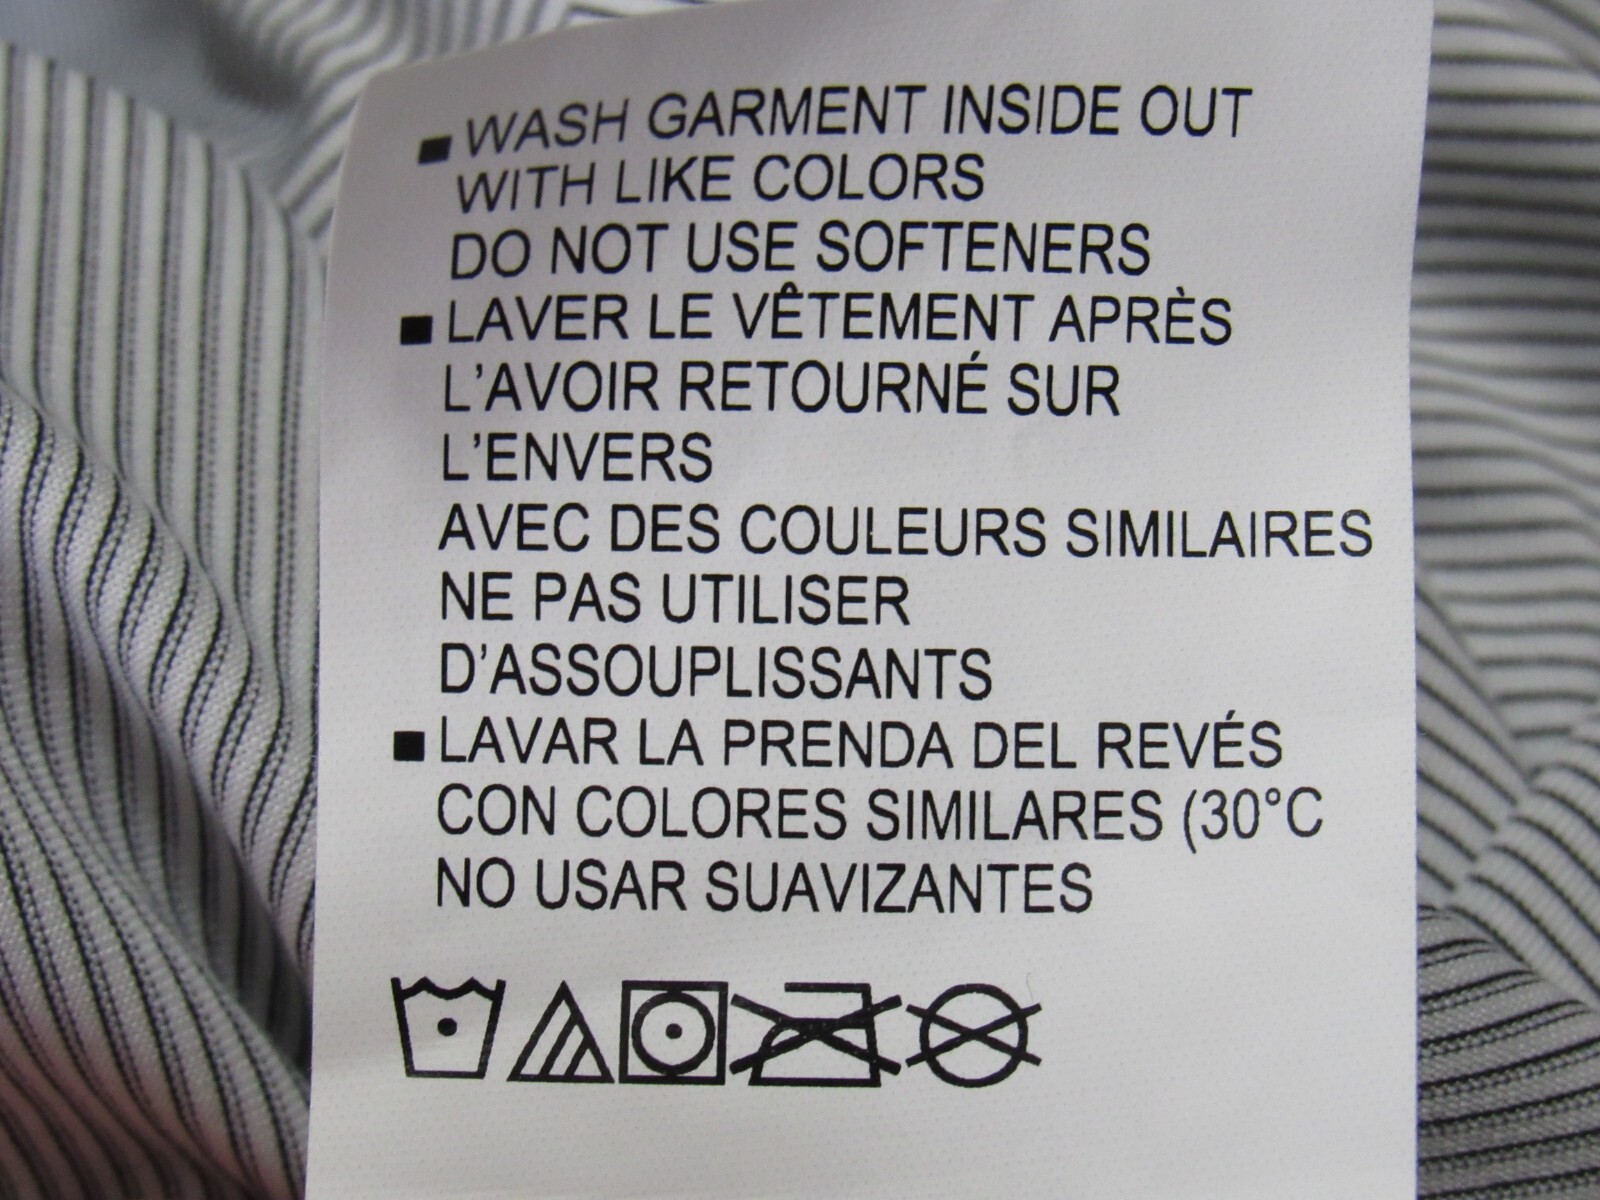 WASH GARMENT INSIDE OUT
WITH LIKE COLORS
DO NOT USE SOFTENERS
LAVER LE VÊTEMENT APRÈS
L'AVOIR RETOURNÉ SUR
L'ENVERS
AVEC DES COULEURS SIMILAIRES
NE PAS UTILISER
D'ASSOUPLISSANTS
LAVAR LA PRENDA DEL REVÉS
CON COLORES SIMILARES (30°C
NO USAR SUAVIZANTES